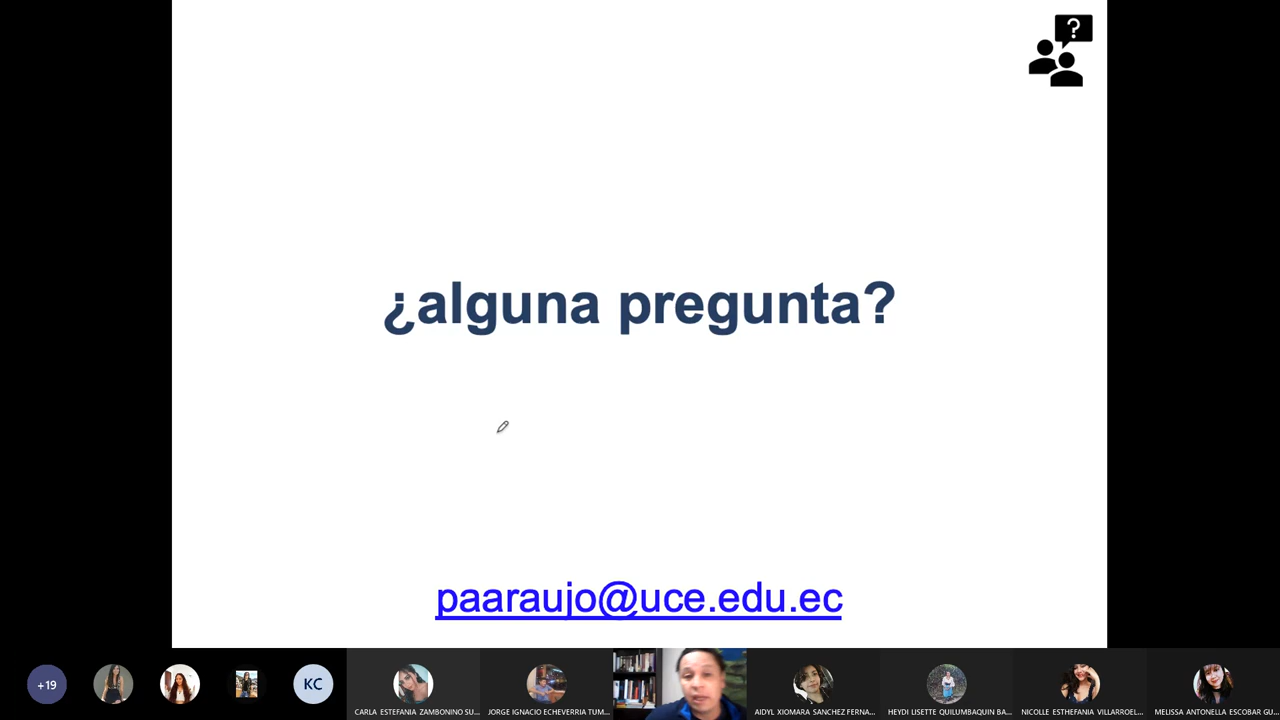 ?
¿alguna pregunta?
paaraujo@uce.edu.ec
+19
KC
CARLA ESTEFANIA ZAMBONINO SU...
JORGE IGNACIO ECHEVERRIA TUM...
AIDYL XIOMARA SANCHEZ FERNA...
HEYDI LISETTE QUILUMBAQUIN BA...
NICOLLE ESTHEFANIA VILLARROEL...
MELISSA ANTONELLA ESCOBAR GU...